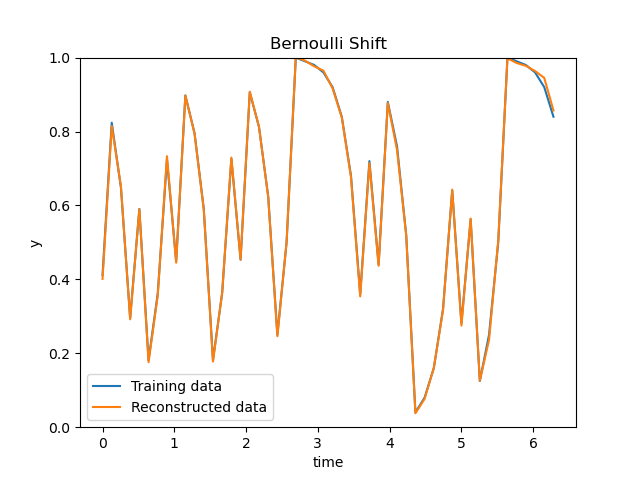 Bernoulli Shift
1.0
0.8
0.6
0.4
0.2
0.0
y
Training data
Reconstructed data
0 1 2 3 4 5 6
time